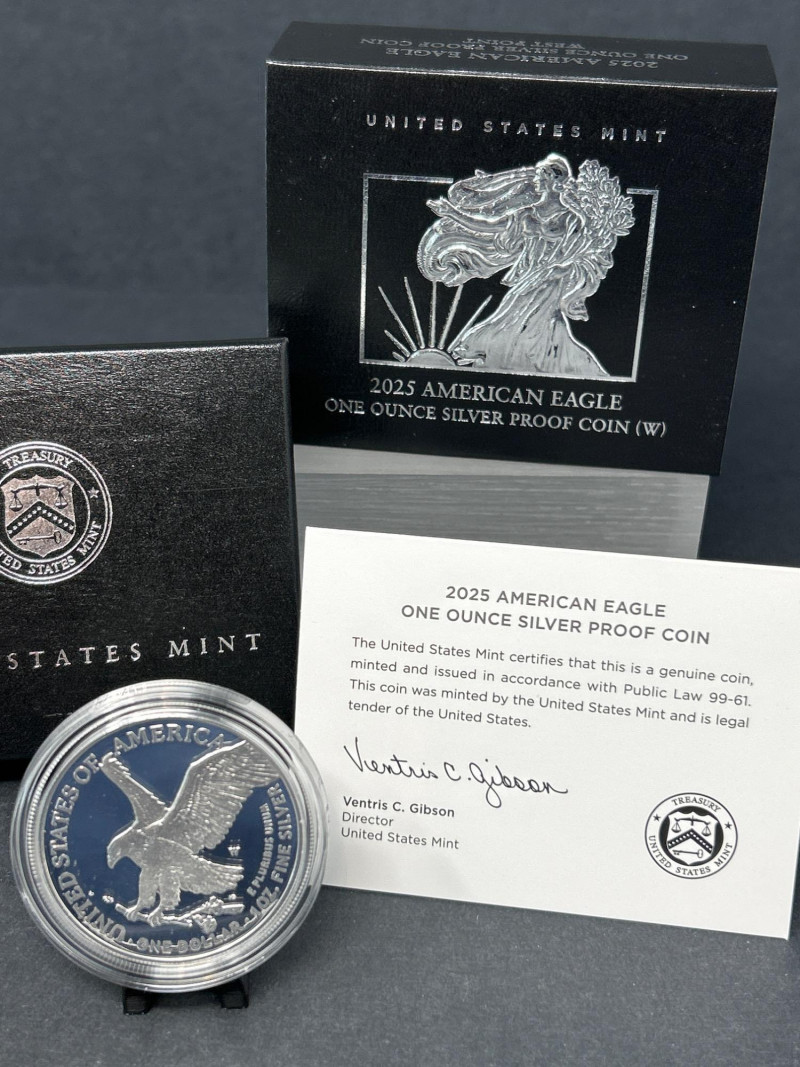 2025 AMERICAN EAGLE
ONE OUNCE SILVER PROOF COIN
WEST POINT
UNITED STATES MINT
2025 AMERICAN EAGLE
ONE OUNCE SILVER PROOF COIN (W)
TREASURY
STATES MINT
STATES MINT
2025 AMERICAN EAGLE
ONE OUNCE SILVER PROOF COIN
The United States Mint certifies that this is a genuine coin,
minted and issued in accordance with Public Law 99-61.
This coin was minted by the United States Mint and is legal
tender of the United States.
Ventris C. Gibson
Ventris C. Gibson
Director
United States Mint
TREASURY
UNITED STATES MINT
UNITED STATES OF AMERICA
E PLURIBUS UNUM
1 OZ. FINE SILVER
ONE DOLLAR